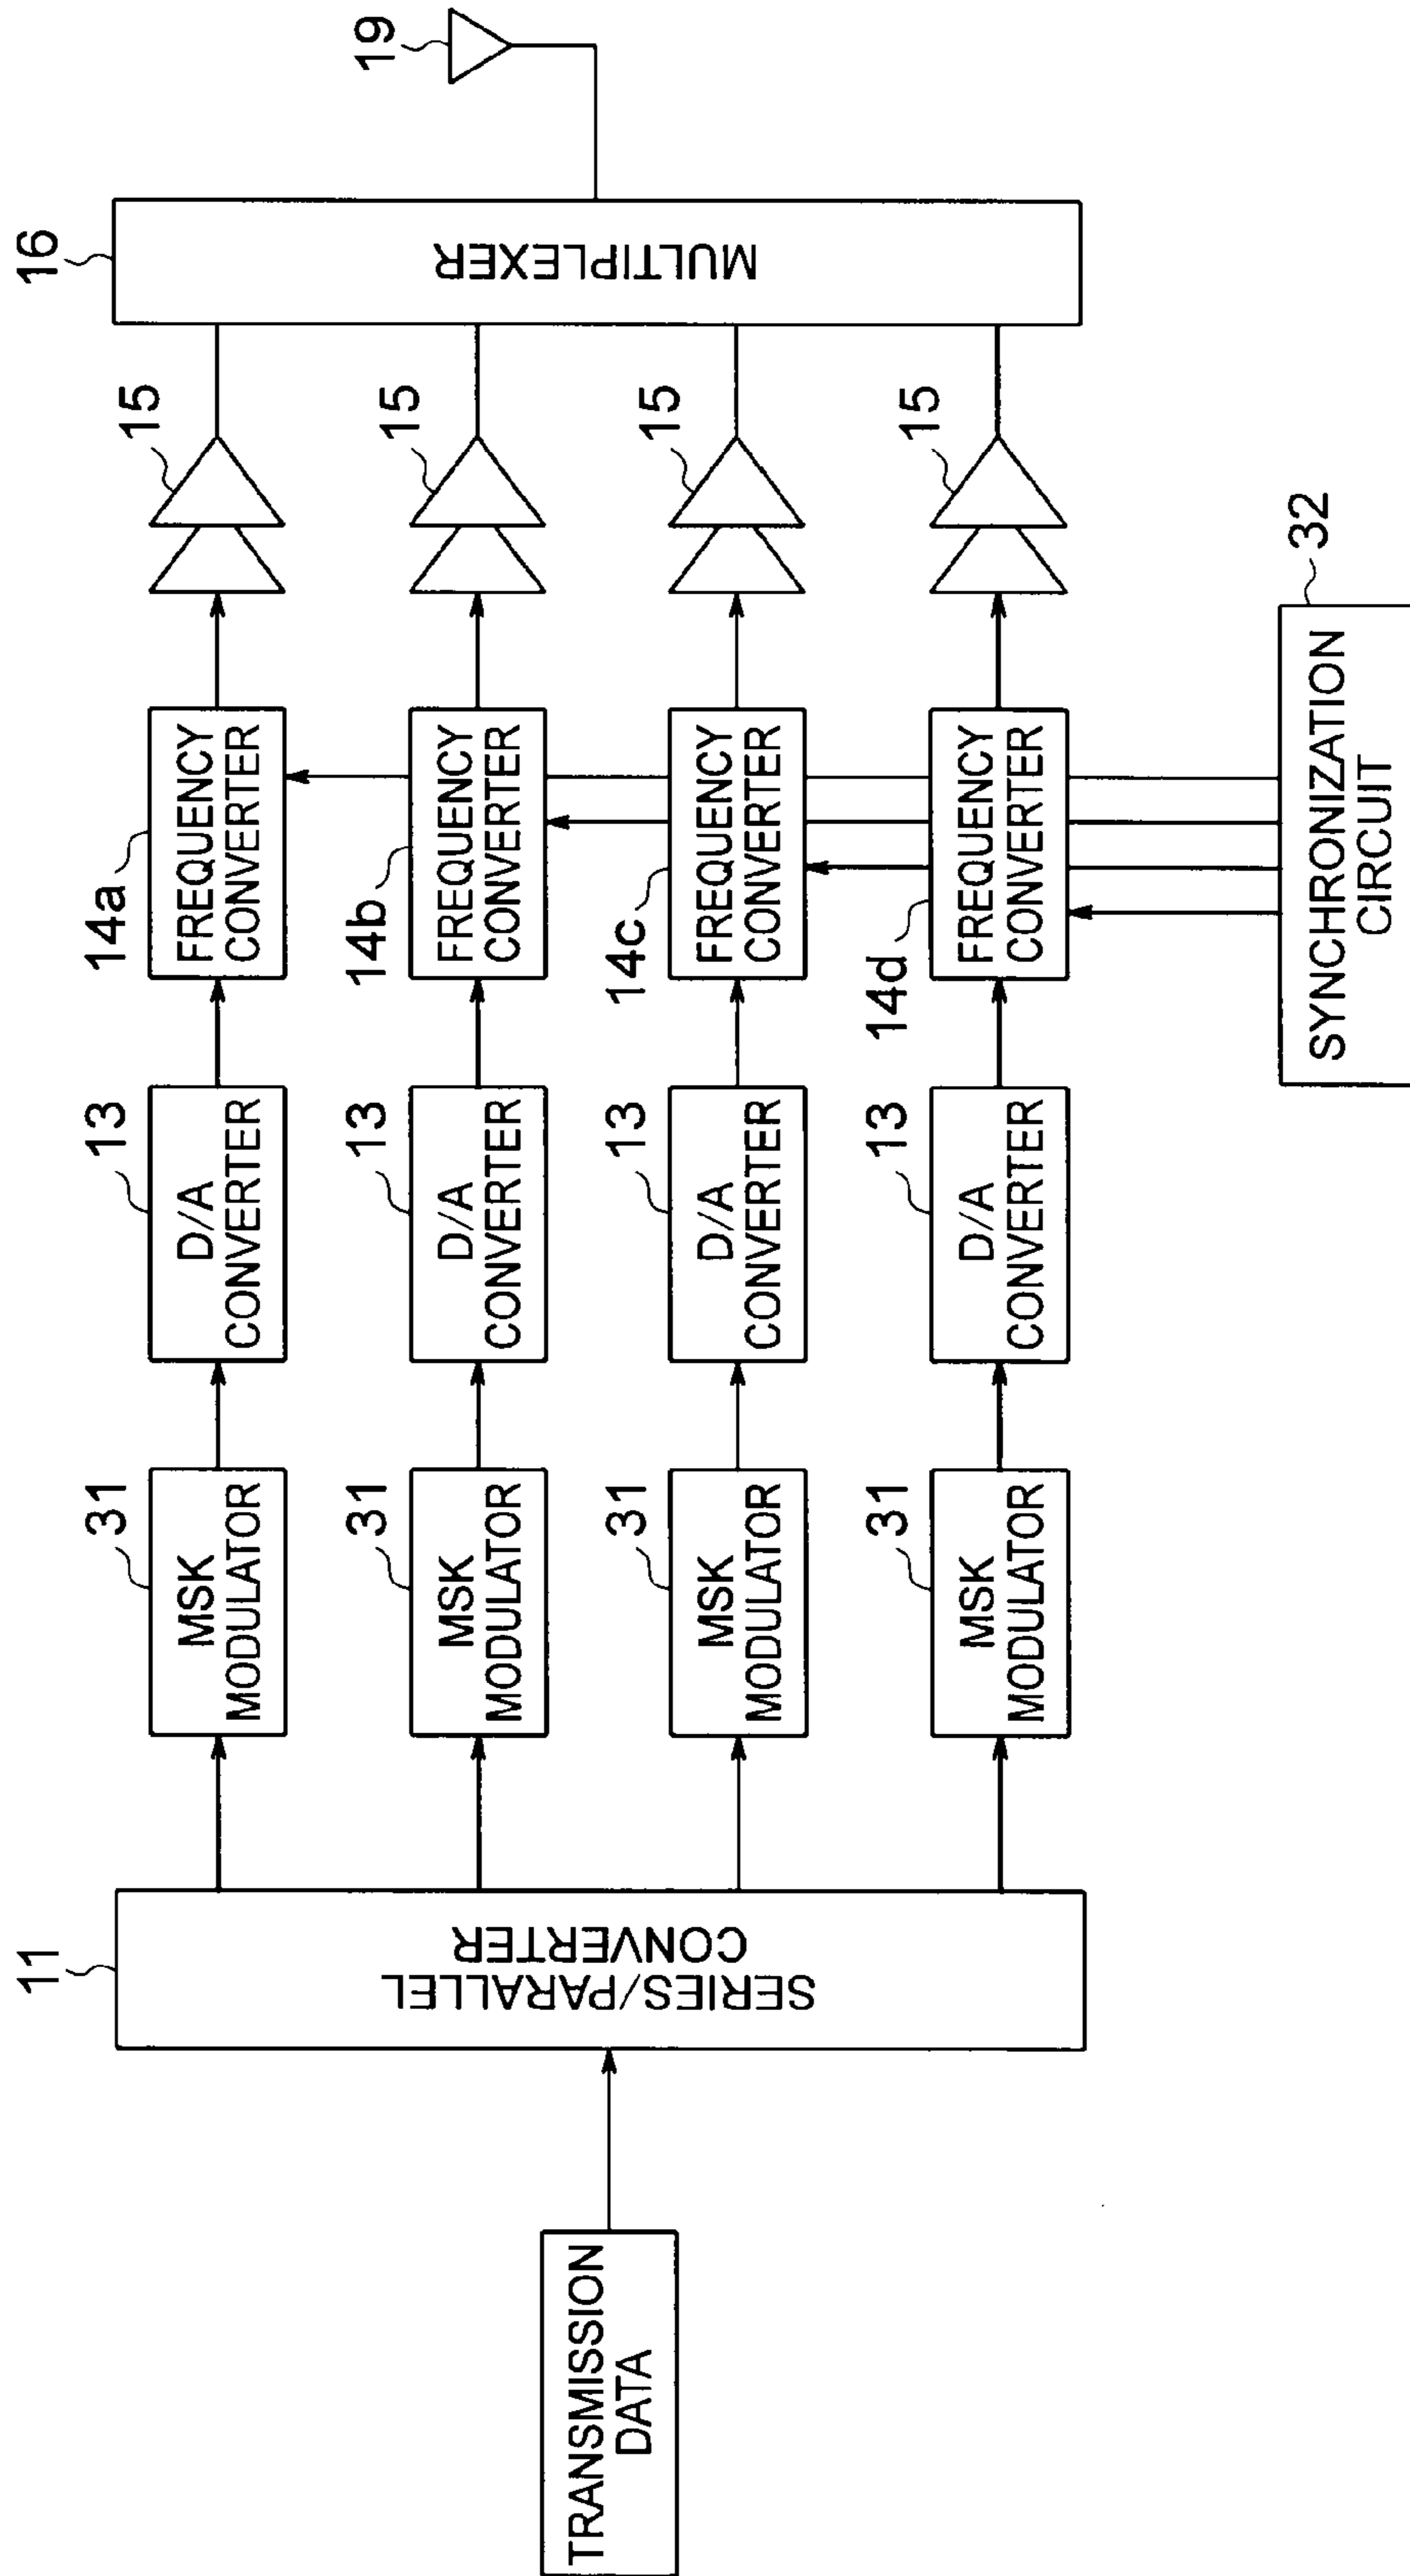 19
16
MULTIPLEXER
15
15
15
15
32
SYNCHRONIZATION
CIRCUIT
14a
FREQUENCY
CONVERTER
14b
FREQUENCY
CONVERTER
14c
FREQUENCY
CONVERTER
14d
FREQUENCY
CONVERTER
13
D/A
CONVERTER
13
D/A
CONVERTER
13
D/A
CONVERTER
13
D/A
CONVERTER
31
MSK
MODULATOR
31
MSK
MODULATOR
31
MSK
MODULATOR
31
MSK
MODULATOR
11
SERIES/PARALLEL
CONVERTER
TRANSMISSION
DATA